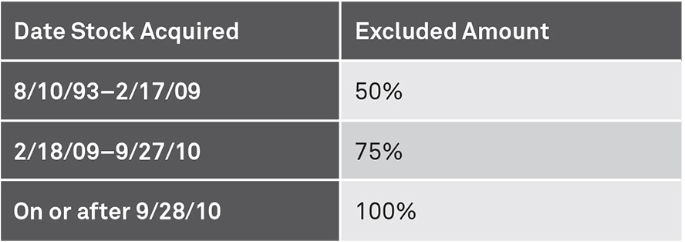 Date Stock Acquired Excluded Amount
8/10/93–2/17/09 50%
2/18/09–9/27/10 75%
On or after 9/28/10 100%